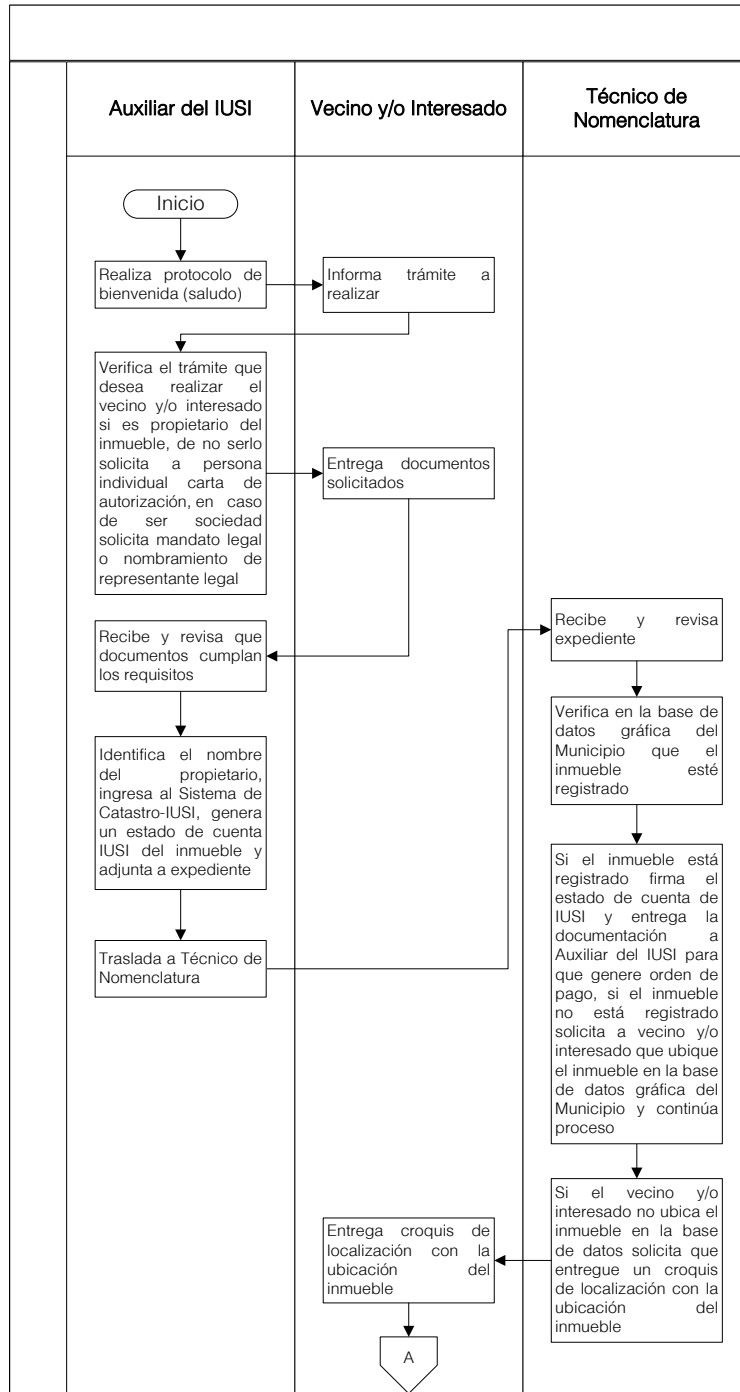 Auxiliar del IUSI
Vecino y/o Interesado
Técnico de
Nomenclatura
Inicio
Realiza protocolo de
bienvenida (saludo)
Informa trámite a
realizar
Verifica el trámite que
desea realizar el
vecino y/o interesado
si es propietario del
inmueble, de no serlo
solicita a persona
individual carta de
autorización, en caso
de ser sociedad
solicita mandato legal
o nombramiento de
representante legal
Entrega documentos
solicitados
Recibe y revisa que
documentos cumplan
los requisitos
Identifica el nombre
del propietario,
ingresa al Sistema de
Catastro-IUSI, genera
un estado de cuenta
IUSI del inmueble y
adjunta a expediente
Traslada a Técnico de
Nomenclatura
Recibe y revisa
expediente
Verifica en la base de
datos gráfica del
Municipio que el
inmueble esté
registrado
Si el inmueble está
registrado firma el
estado de cuenta de
IUSI y entrega la
documentación a
Auxiliar del IUSI para
que genere orden de
pago, si el inmueble
no está registrado
solicita a vecino y/o
interesado que ubique
el inmueble en la base
de datos gráfica del
Municipio y continúa
proceso
Si el vecino y/o
interesado no ubica el
inmueble en la base
de datos solicita que
entregue un croquis
de localización con la
ubicación del
inmueble
Entrega croquis de
localización con la
ubicación del
inmueble
A